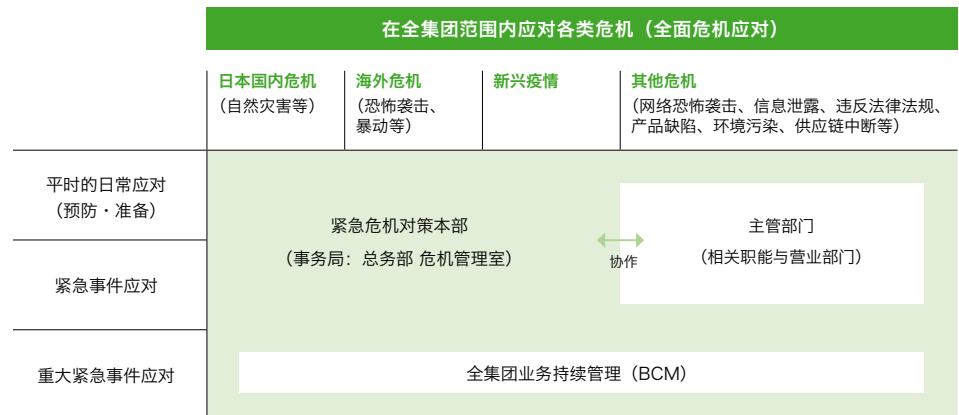 在全集团范围内应对各类危机（全面危机应对）
日本国内危机
（自然灾害等）
海外危机
（恐怖袭击、
暴动等）
新兴疫情
其他危机
（网络恐怖袭击、信息泄露、违反法律法规、
产品缺陷、环境污染、供应链中断等）
平时的日常应对
（预防・准备）
紧急危机对策本部
（事务局：总务部 危机管理室）
协作
主管部门
（相关职能与营业部门）
紧急事件应对
重大紧急事件应对
全集团业务持续管理（BCM）